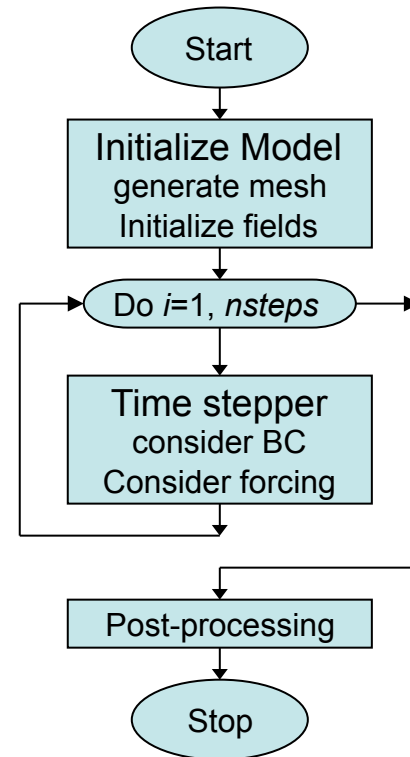 Start
Initialize Model
generate mesh
Initialize fields
Do i=1, nsteps
Time stepper
consider BC
Consider forcing
Post-processing
Stop